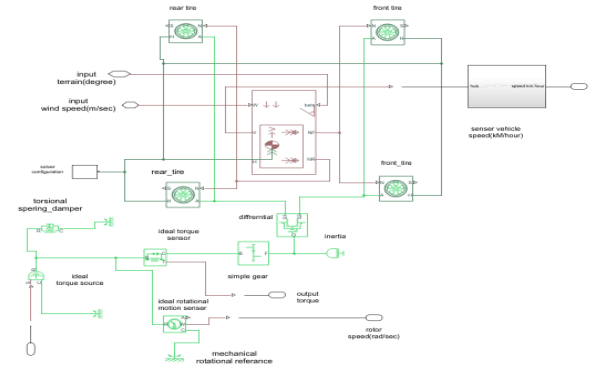 rear tire
front tire
input
terrain(degree)
input
wind speed(m/sec)
senser vehicle
speed(kM/hour)
solver
configuration
rear_tire
front_tire
torsional
spering_damper
ideal torque
sensor
diffrerntial
inertia
simple gear
ideal
torque source
ideal rotational
motion senser
output
torque
rotor
speed(rad/sec)
mechanical
rotational referance